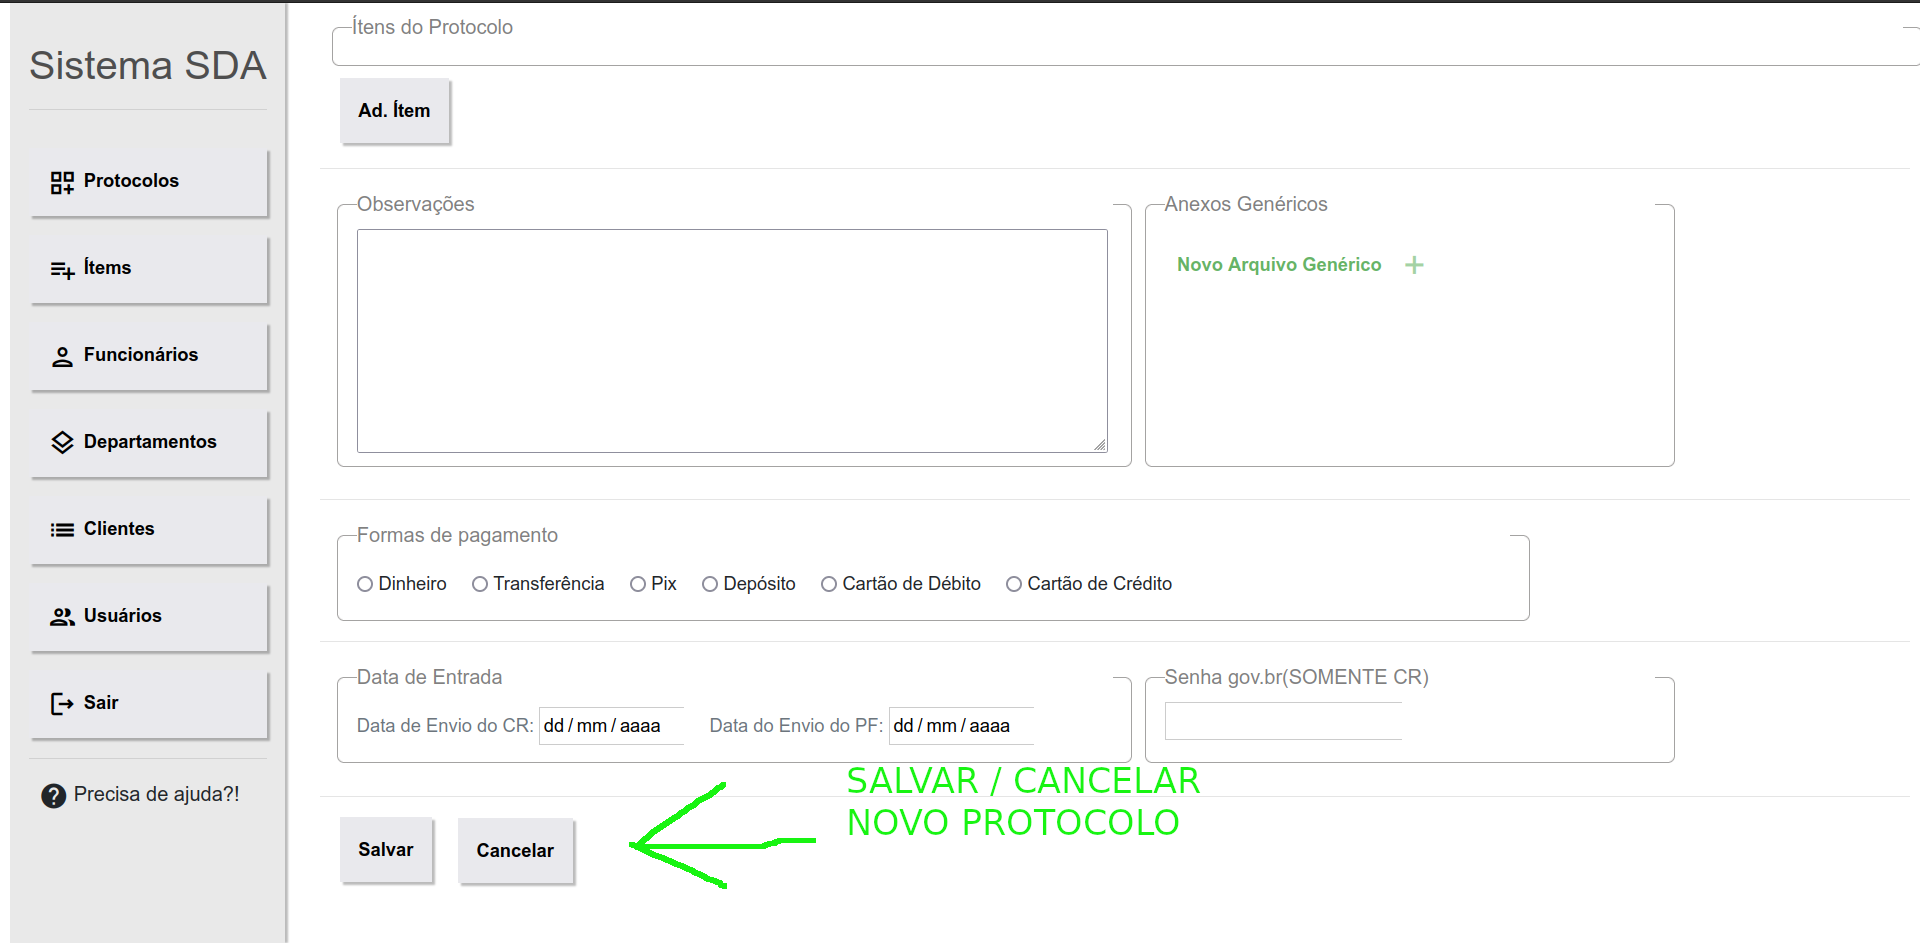 Sistema SDA
Protocolos
Ítems
Funcionários
Departamentos
Clientes
Usuários
Sair
Precisa de ajuda?!
Ítens do Protocolo
Ad. Ítem
Observações
Anexos Genéricos
Novo Arquivo Genérico +
Formas de pagamento
Dinheiro Transferência Pix Depósito Cartão de Débito Cartão de Crédito
Data de Entrada
Data de Envio do CR: dd/mm/aaaa Data do Envio do PF: dd/mm/aaaa
Senha gov.br(SOMENTE CR)
SALVAR / CANCELAR
NOVO PROTOCOLO
Salvar Cancelar